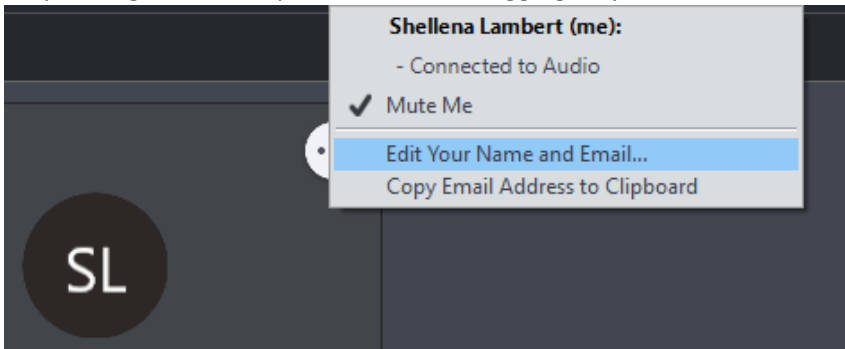 Shellena Lambert (me):
- Connected to Audio
Mute Me
Edit Your Name and Email...
Copy Email Address to Clipboard
SL